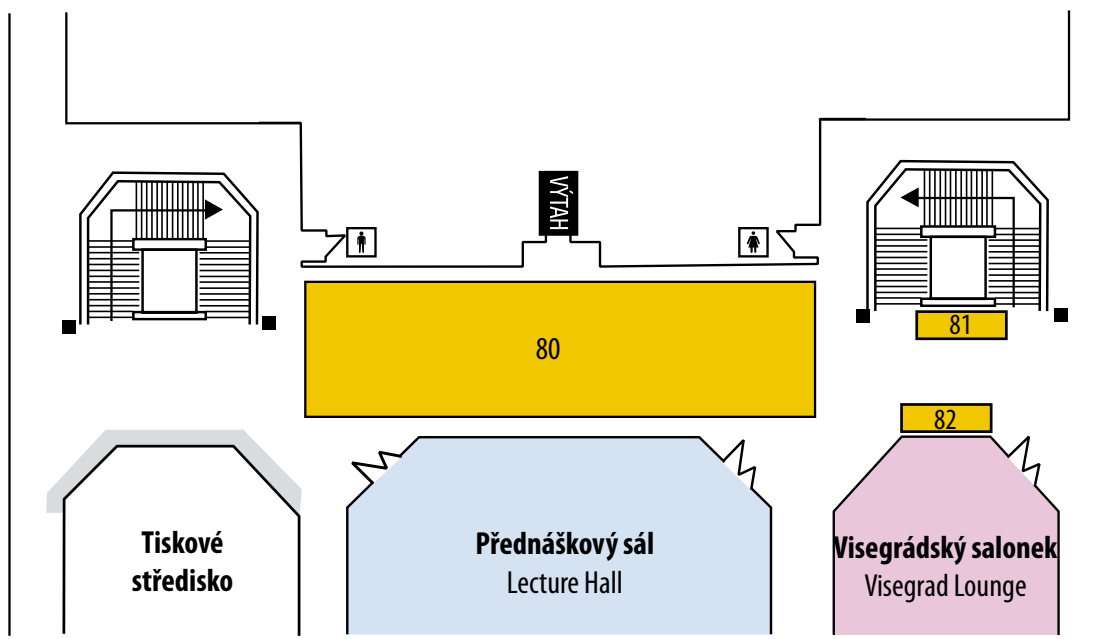 VÝTAH
81
80
82
Tiskové
středisko
Přednáškový sál
Lecture Hall
Visegrádský salonek
Visegrad Lounge